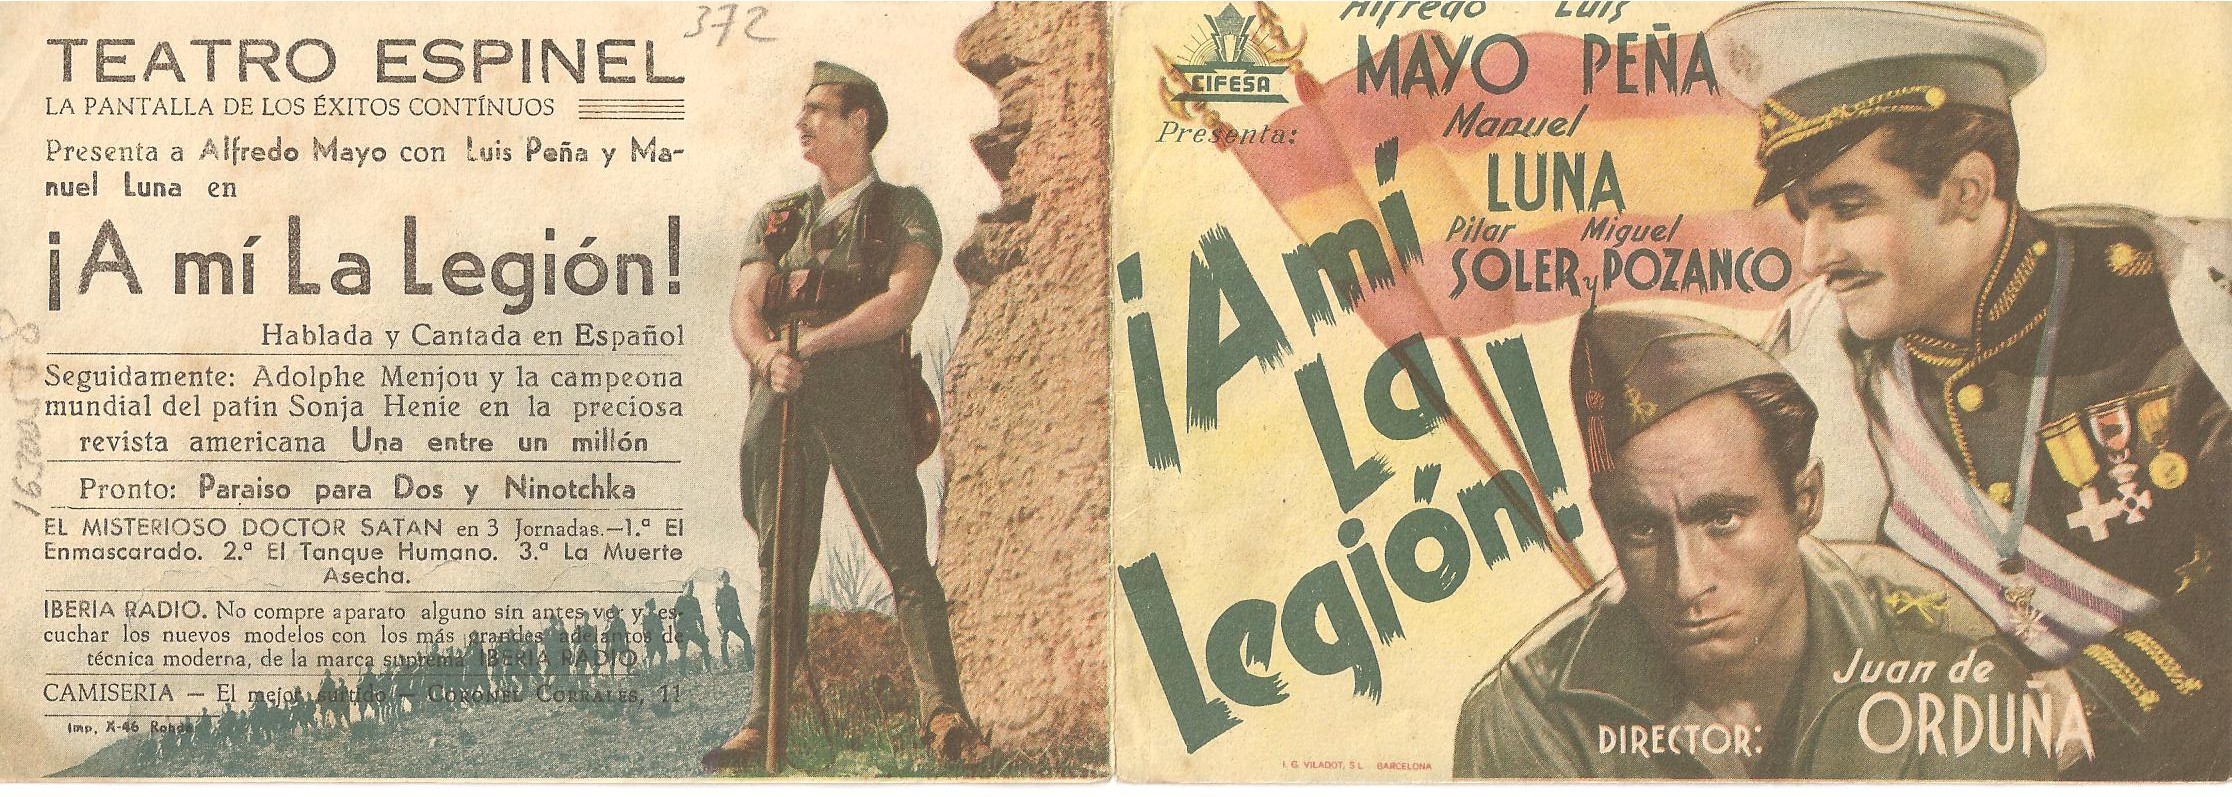 372
TEATRO ESPINEL
LA PANTALLA DE LOS ÉXITOS CONTÍNUOS
Presenta a Alfredo Mayo con Luis Peña y Ma-
nuel Luna en
¡A mí La Legión!
Hablada y Cantada en Español
Seguidamente: Adolphe Menjou y la campeona
mundial del patin Sonja Henie en la preciosa
revista americana Una entre un millón
Pronto: Paraiso para Dos y Ninotchka
EL MISTERIOSO DOCTOR SATAN en 3 Jornadas.—1.ª El
Enmascarado. 2.ª El Tanque Humano. 3.ª La Muerte
Asecha.
IBERIA RADIO. No compre aparato alguno sin antes ver y es-
cuchar los nuevos modelos con los más grandes adelantos de
técnica moderna, de la marca suprema IBERIA RADIO
CAMISERIA — El mejor surtido — CORONEL CORRALES, 11
Imp. X-46 Ronda
CIFESA
Presenta:
Alfredo Luis
MAYO PEÑA
Manuel
LUNA
Pilar Miguel
SOLER y POZANCO
¡A mí
La
Legión!
Juan de
DIRECTOR: ORDUÑA
I. G. VILADOT, S L BARCELONA